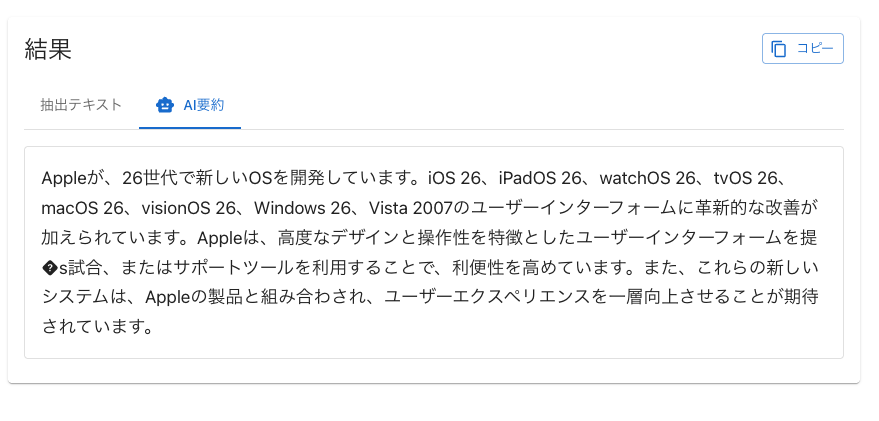 結果
コピー
抽出テキスト
AI要約
Appleが、26世代で新しいOSを開発しています。iOS 26、iPadOS 26、watchOS 26、tvOS 26、
macOS 26、visionOS 26、Windows 26、Vista 2007のユーザーインターフォームに革新的な改善が
加えられています。Appleは、高度なデザインと操作性を特徴としたユーザーインターフォームを提
�s試合、またはサポートツールを利用することで、利便性を高めています。また、これらの新しい
システムは、Appleの製品と組み合わされ、ユーザーエクスペリエンスを一層向上させることが期待
されています。